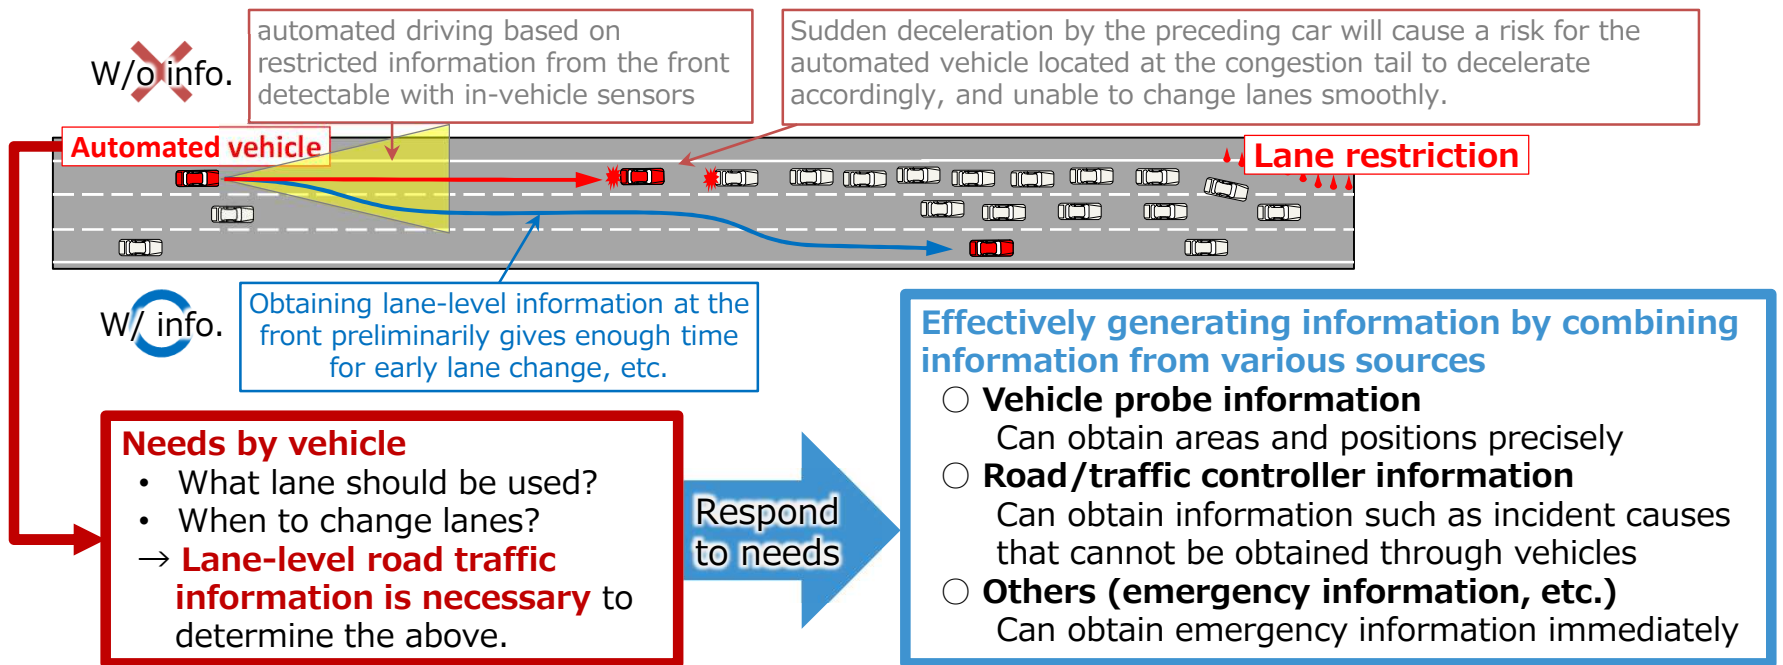 W/o info.
automated driving based on
restricted information from the front
detectable with in-vehicle sensors
Sudden deceleration by the preceding car will cause a risk for the
automated vehicle located at the congestion tail to decelerate
accordingly, and unable to change lanes smoothly.
Automated vehicle
Lane restriction
W/ info.
Obtaining lane-level information at the
front preliminarily gives enough time
for early lane change, etc.
Needs by vehicle
• What lane should be used?
• When to change lanes?
→ Lane-level road traffic
information is necessary to
determine the above.
Respond
to needs
Effectively generating information by combining
information from various sources
○ Vehicle probe information
Can obtain areas and positions precisely
○ Road/traffic controller information
Can obtain information such as incident causes
that cannot be obtained through vehicles
○ Others (emergency information, etc.)
Can obtain emergency information immediately